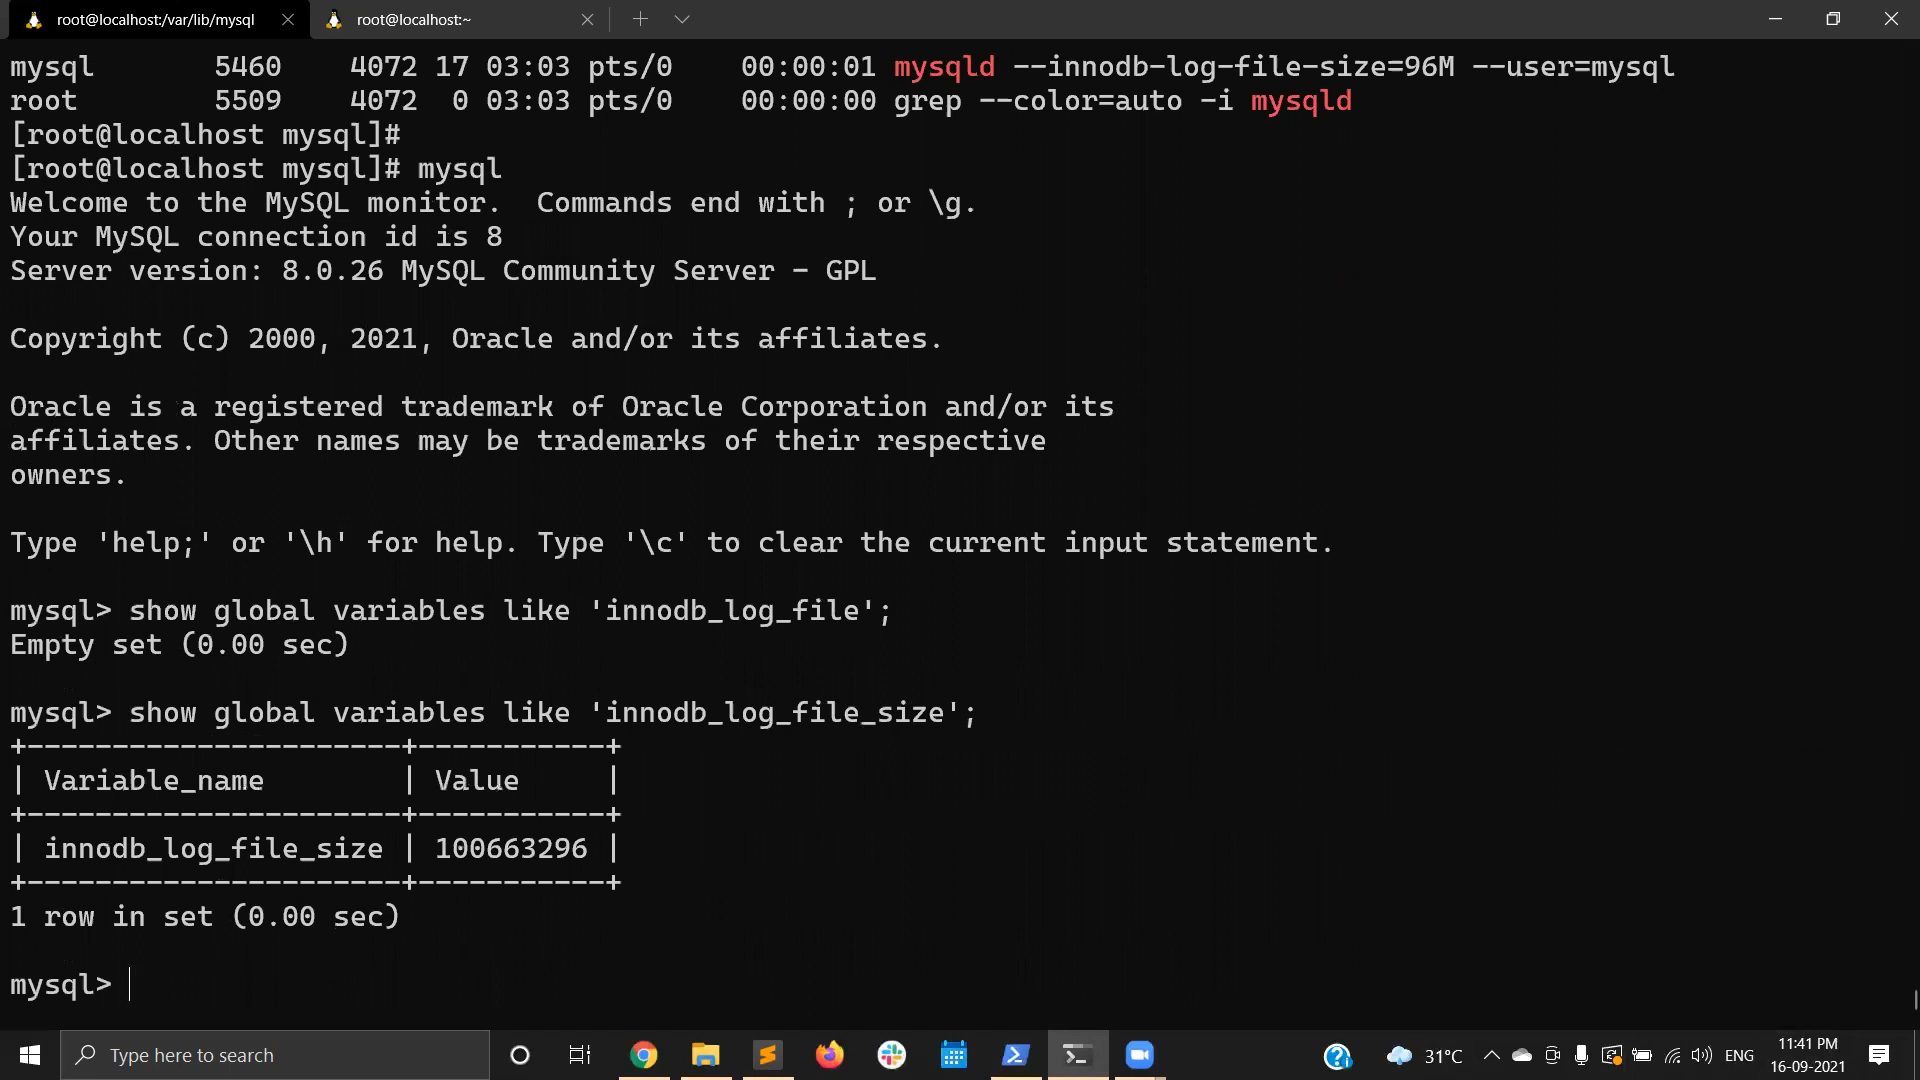 root@localhost:/var/lib/mysql
root@localhost:~
mysql 5460 4072 17 03:03 pts/0 00:00:01 mysqld --innodb-log-file-size=96M --user=mysql
root 5509 4072 0 03:03 pts/0 00:00:00 grep --color=auto -i mysqld
[root@localhost mysql]#
[root@localhost mysql]# mysql
Welcome to the MySQL monitor.  Commands end with ; or \g.
Your MySQL connection id is 8
Server version: 8.0.26 MySQL Community Server - GPL
Copyright (c) 2000, 2021, Oracle and/or its affiliates.
Oracle is a registered trademark of Oracle Corporation and/or its
affiliates. Other names may be trademarks of their respective
owners.
Type 'help;' or '\h' for help. Type '\c' to clear the current input statement.
mysql> show global variables like 'innodb_log_file';
Empty set (0.00 sec)
mysql> show global variables like 'innodb_log_file_size';
+----------------------+-----------+
| Variable_name        | Value     |
+----------------------+-----------+
| innodb_log_file_size | 100663296 |
+----------------------+-----------+
1 row in set (0.00 sec)
mysql>
Type here to search
31°C
ENG
11:41 PM
16-09-2021